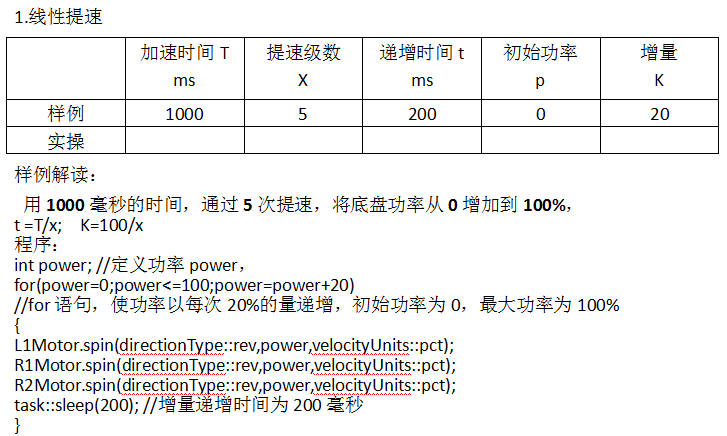 1.线性提速
加速时间 T ms 提速级数 X 递增时间 t ms 初始功率 p 增量 K
样例 1000 5 200 0 20
实操
样例解读：
用 1000 毫秒的时间，通过 5 次提速，将底盘功率从 0 增加到 100%，
t =T/x; K=100/x
程序：
int power; //定义功率 power，
for(power=0;power<=100;power=power+20)
//for 语句，使功率以每次 20%的量递增，初始功率为 0，最大功率为 100%
{
L1Motor.spin(directionType::rev,power,velocityUnits::pct);
R1Motor.spin(directionType::rev,power,velocityUnits::pct);
R2Motor.spin(directionType::rev,power,velocityUnits::pct);
task::sleep(200); //增量递增时间为 200 毫秒
}